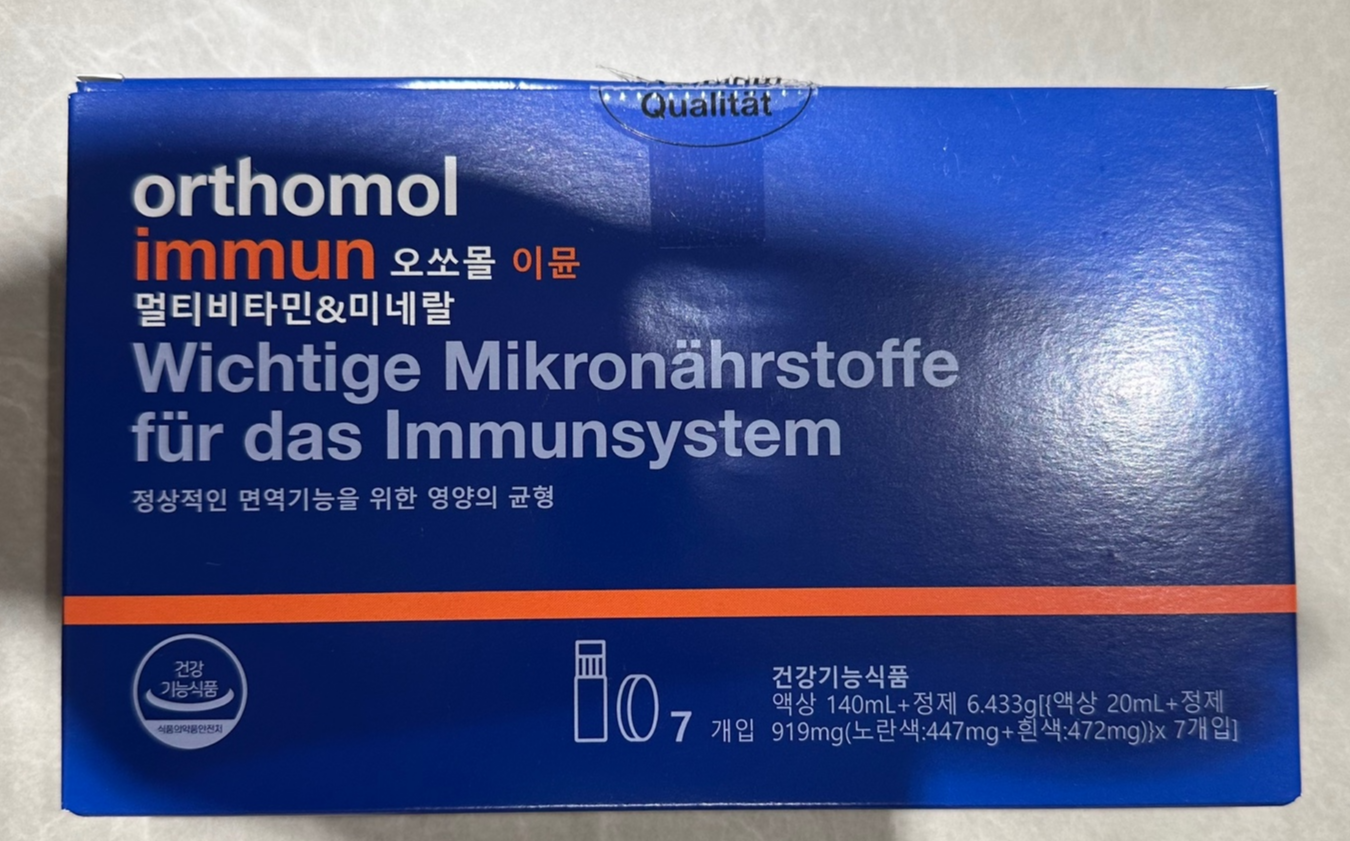 Qualität
orthomol
immun 오쏘몰 이뮨
멀티비타민&미네랄
Wichtige Mikronährstoffe
für das Immunsystem
정상적인 면역기능을 위한 영양의 균형
건강
기능식품
식품의약품안전처
7 개입
건강기능식품
액상 140mL+정제 6.433g[{액상 20mL+정제
919mg(노란색:447mg+흰색:472mg)}x 7개입]